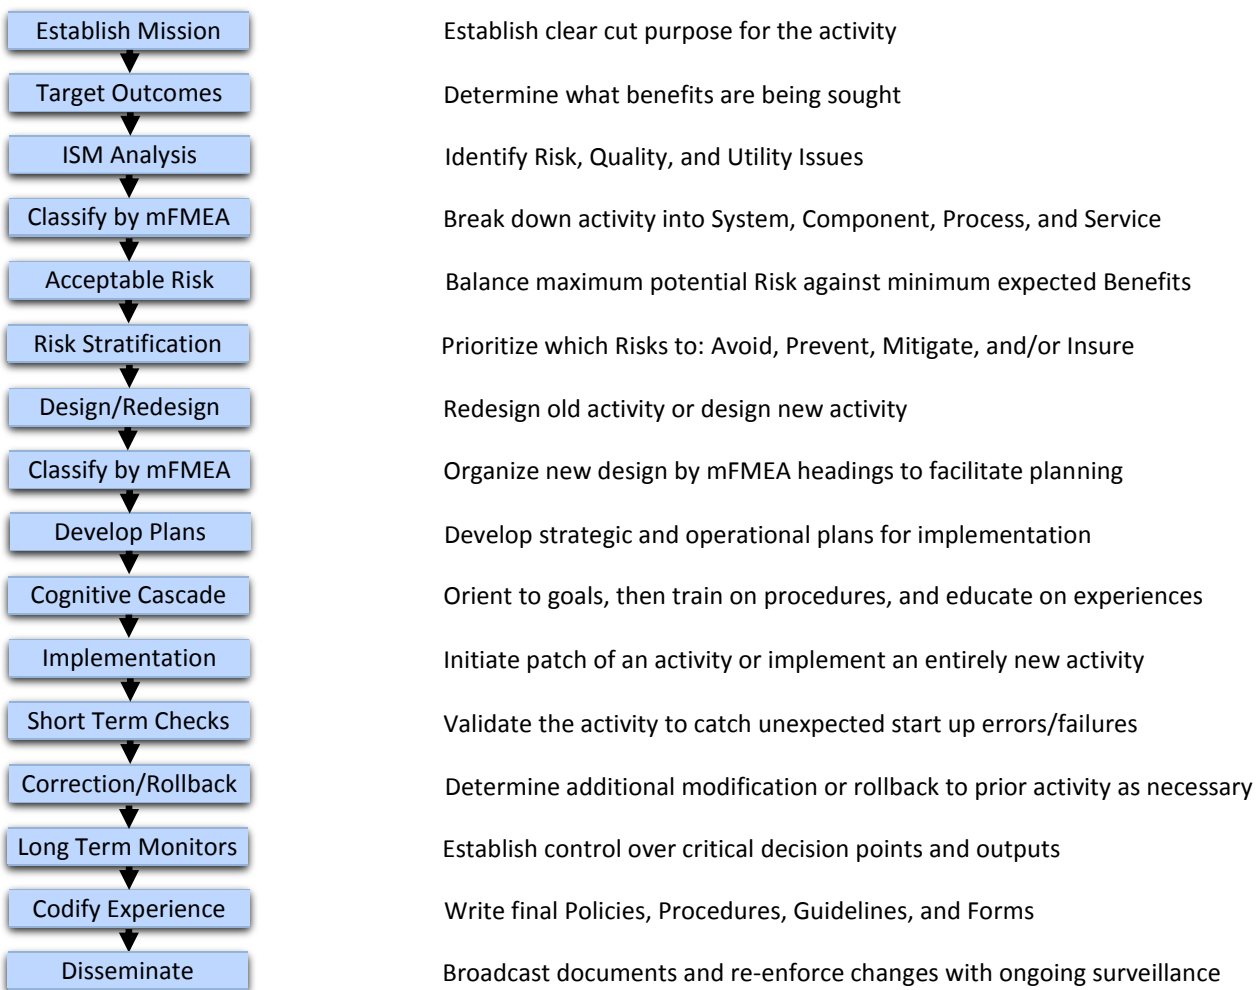 Establish Mission Establish clear cut purpose for the activity
Target Outcomes Determine what benefits are being sought
ISM Analysis Identify Risk, Quality, and Utility Issues
Classify by mFMEA Break down activity into System, Component, Process, and Service
Acceptable Risk Balance maximum potential Risk against minimum expected Benefits
Risk Stratification Prioritize which Risks to: Avoid, Prevent, Mitigate, and/or Insure
Design/Redesign Redesign old activity or design new activity
Classify by mFMEA Organize new design by mFMEA headings to facilitate planning
Develop Plans Develop strategic and operational plans for implementation
Cognitive Cascade Orient to goals, then train on procedures, and educate on experiences
Implementation Initiate patch of an activity or implement an entirely new activity
Short Term Checks Validate the activity to catch unexpected start up errors/failures
Correction/Rollback Determine additional modification or rollback to prior activity as necessary
Long Term Monitors Establish control over critical decision points and outputs
Codify Experience Write final Policies, Procedures, Guidelines, and Forms
Disseminate Broadcast documents and re-enforce changes with ongoing surveillance